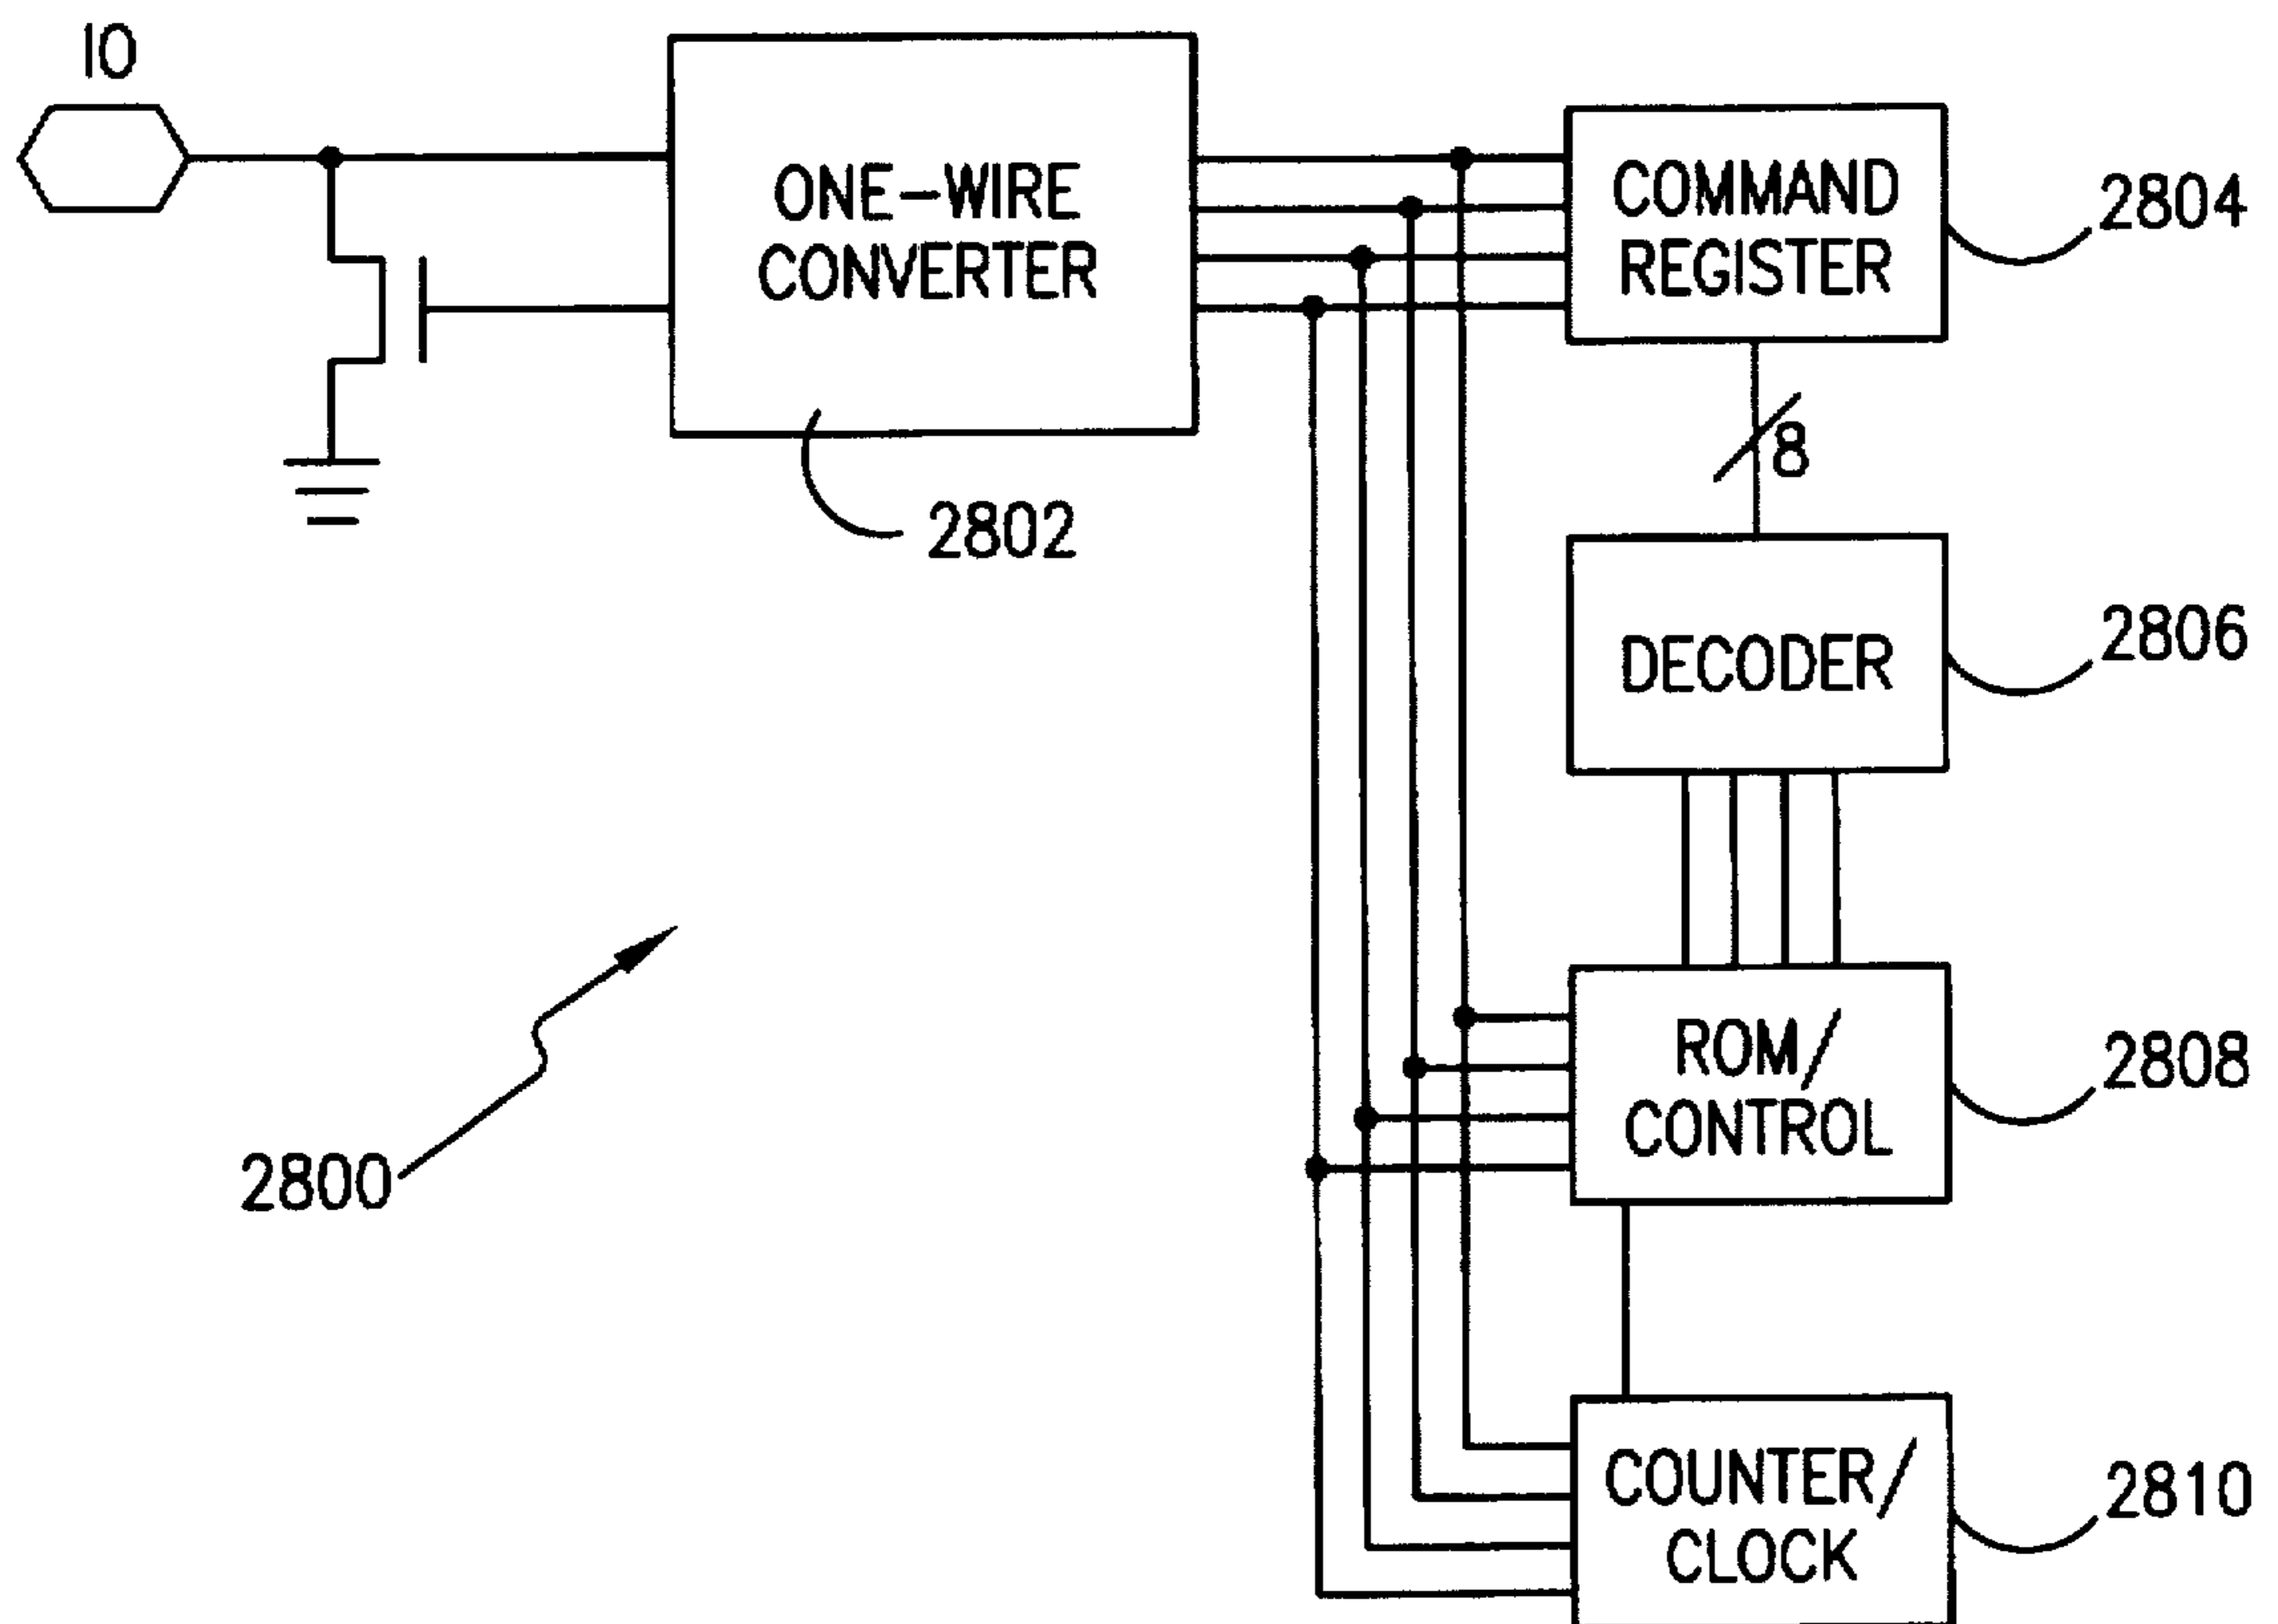 IO
ONE-WIRE
CONVERTER
2802
COMMAND
REGISTER
2804
8
DECODER
2806
ROM/
CONTROL
2808
2800
COUNTER/
CLOCK
2810